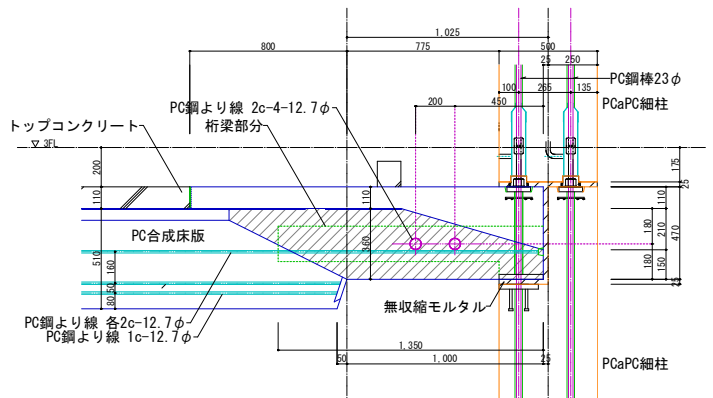 1,025
800
775
500
25
250
100
265
135
PC鋼棒23φ
PC鋼より線 2c-4-12.7φ
200
450
PCaPC細柱
桁梁部分
トップコンクリート
▽ 3FL
200
175
25
110
110
110
PC合成床版
360
180
210
470
510
160
180
150
50
25
80
無収縮モルタル
PC鋼より線 各2c-12.7φ
PC鋼より線 1c-12.7φ
1,350
50
1,000
25
PCaPC細柱